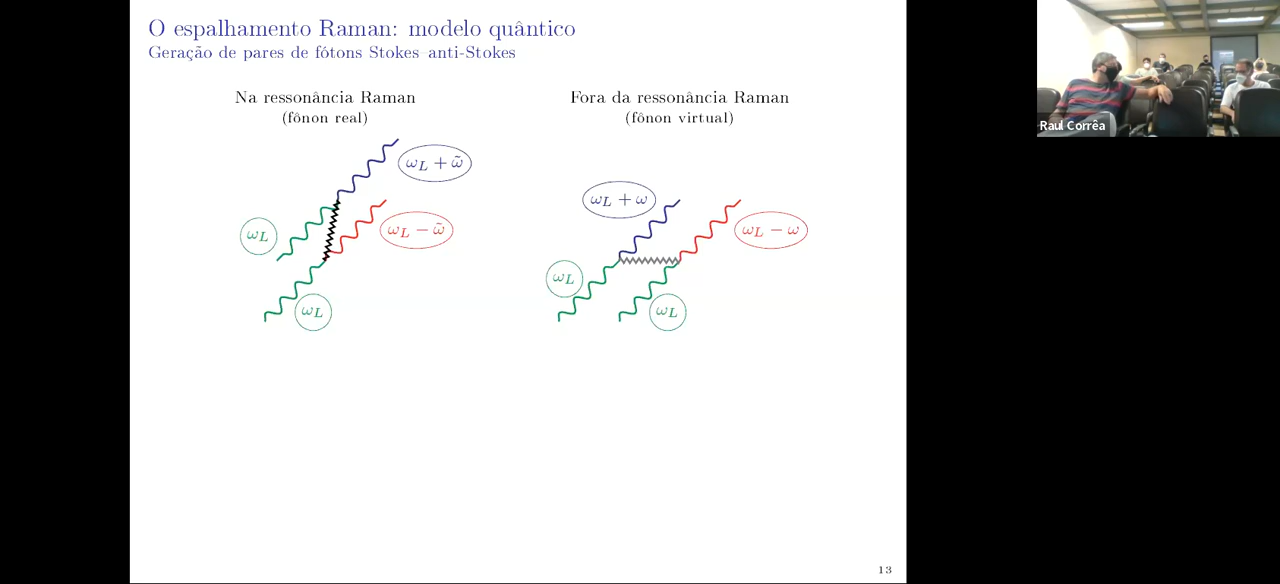 O espalhamento Raman: modelo quântico
Geração de pares de fótons Stokes–anti-Stokes
Na ressonância Raman
(fônon real)
Fora da ressonância Raman
(fônon virtual)
ω_L + ω̃
ω_L
ω_L − ω̃
ω_L
ω_L + ω
ω_L − ω
ω_L
ω_L
13
Raul Corrêa